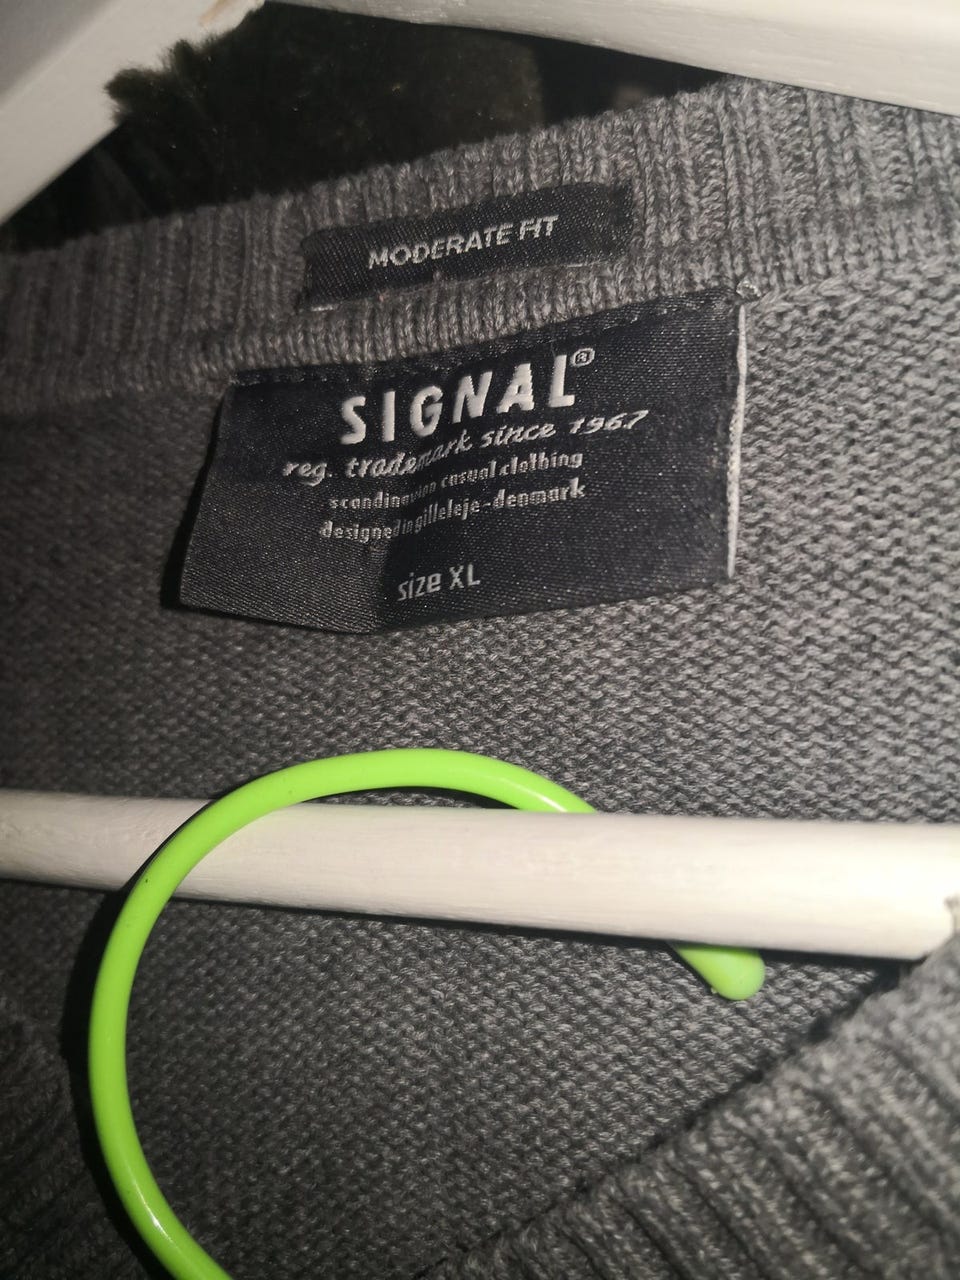 MODERATE FIT
SIGNAL®
reg. trademark since 1967
scandinavian casual clothing
designed in gilleleje-denmark
size XL